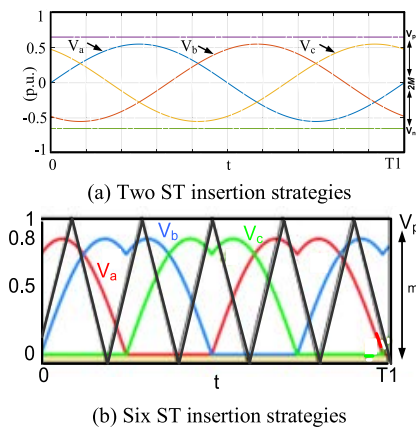 1
Vp
Va
Vb
Vc
0.5
0
(p.u.)
2M
-0.5
Vn
-1
0
t
T1
(a) Two ST insertion strategies
1
Vp
0.8
Vb
Vc
Va
m
0.5
0
0
t
T1
(b) Six ST insertion strategies